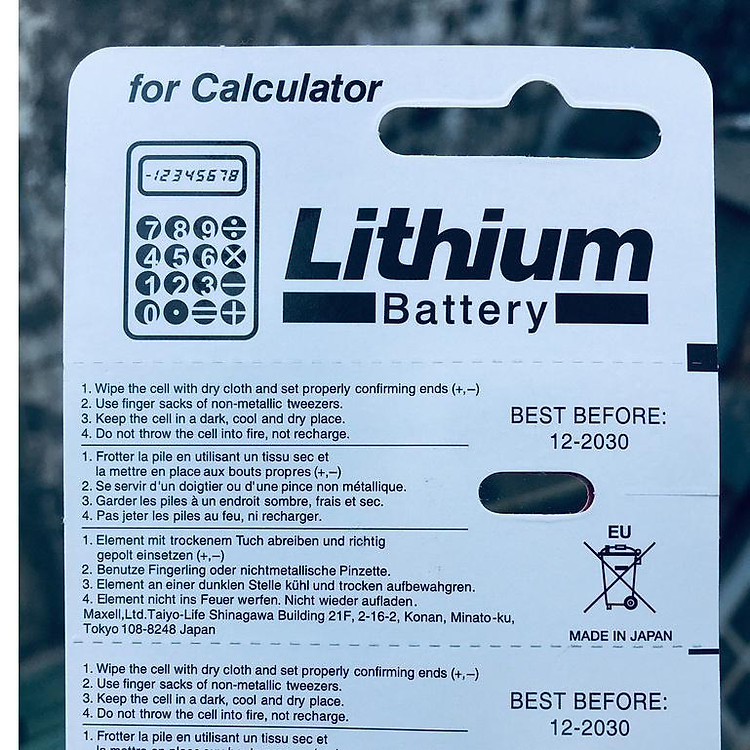 for Calculator
-12345678
7 8 9 ÷
4 5 6 ×
1 2 3 −
0 • = +
Lithium
Battery
1. Wipe the cell with dry cloth and set properly confirming ends (+,−)
2. Use finger sacks of non-metallic tweezers.
3. Keep the cell in a dark, cool and dry place.
4. Do not throw the cell into fire, not recharge.
BEST BEFORE:
12-2030
1. Frotter la pile en utilisant un tissu sec et
la mettre en place aux bouts propres (+,−)
2. Se servir d'un doigtier ou d'une pince non métallique.
3. Garder les piles à un endroit sombre, frais et sec.
4. Pas jeter les piles au feu, ni recharger.
1. Element mit trockenem Tuch abreiben und richtig
gepolt einsetzen (+,−)
2. Benutze Fingerling oder nichtmetallische Pinzette.
3. Element an einer dunklen Stelle kühl und trocken aufbewahgren.
4. Element nicht ins Feuer werfen. Nicht wieder aufladen.
Maxell,Ltd.Taiyo-Life Shinagawa Building 21F, 2-16-2, Konan, Minato-ku,
Tokyo 108-8248 Japan
EU
MADE IN JAPAN
1. Wipe the cell with dry cloth and set properly confirming ends (+,−)
2. Use finger sacks of non-metallic tweezers.
3. Keep the cell in a dark, cool and dry place.
4. Do not throw the cell into fire, not recharge.
BEST BEFORE:
12-2030
1. Frotter la pile en utilisant un tissu sec et